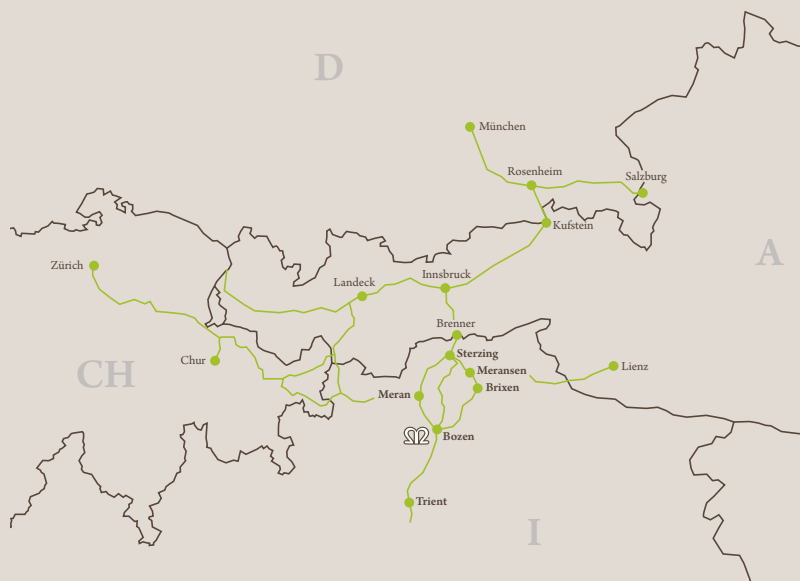 D
München
Rosenheim
Salzburg
Kufstein
A
Zürich
Innsbruck
Landeck
Brenner
Sterzing
Chur
Meransen
Lienz
CH
Brixen
Meran
Bozen
Trient
I